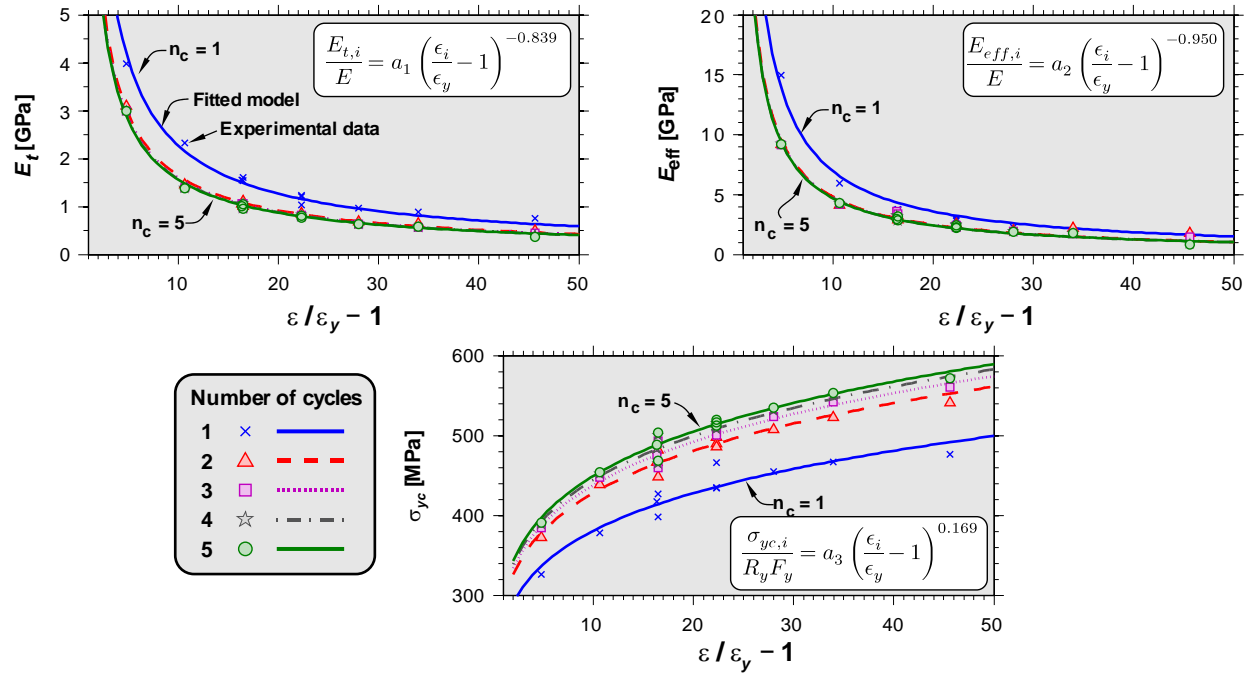 E_t [GPa]
5
4
3
2
1
0
n_c = 1
Fitted model
Experimental data
n_c = 5
E_{t,i}/E = a_1 (ϵ_i/ϵ_y − 1)^{−0.839}
10 20 30 40 50
ε / ε_y − 1
E_eff [GPa]
20
15
10
5
0
n_c = 1
n_c = 5
E_{eff,i}/E = a_2 (ϵ_i/ϵ_y − 1)^{−0.950}
10 20 30 40 50
ε / ε_y − 1
Number of cycles
1
2
3
4
5
σ_yc [MPa]
600
500
400
300
n_c = 5
n_c = 1
σ_{yc,i}/R_y F_y = a_3 (ϵ_i/ϵ_y − 1)^{0.169}
10 20 30 40 50
ε / ε_y − 1